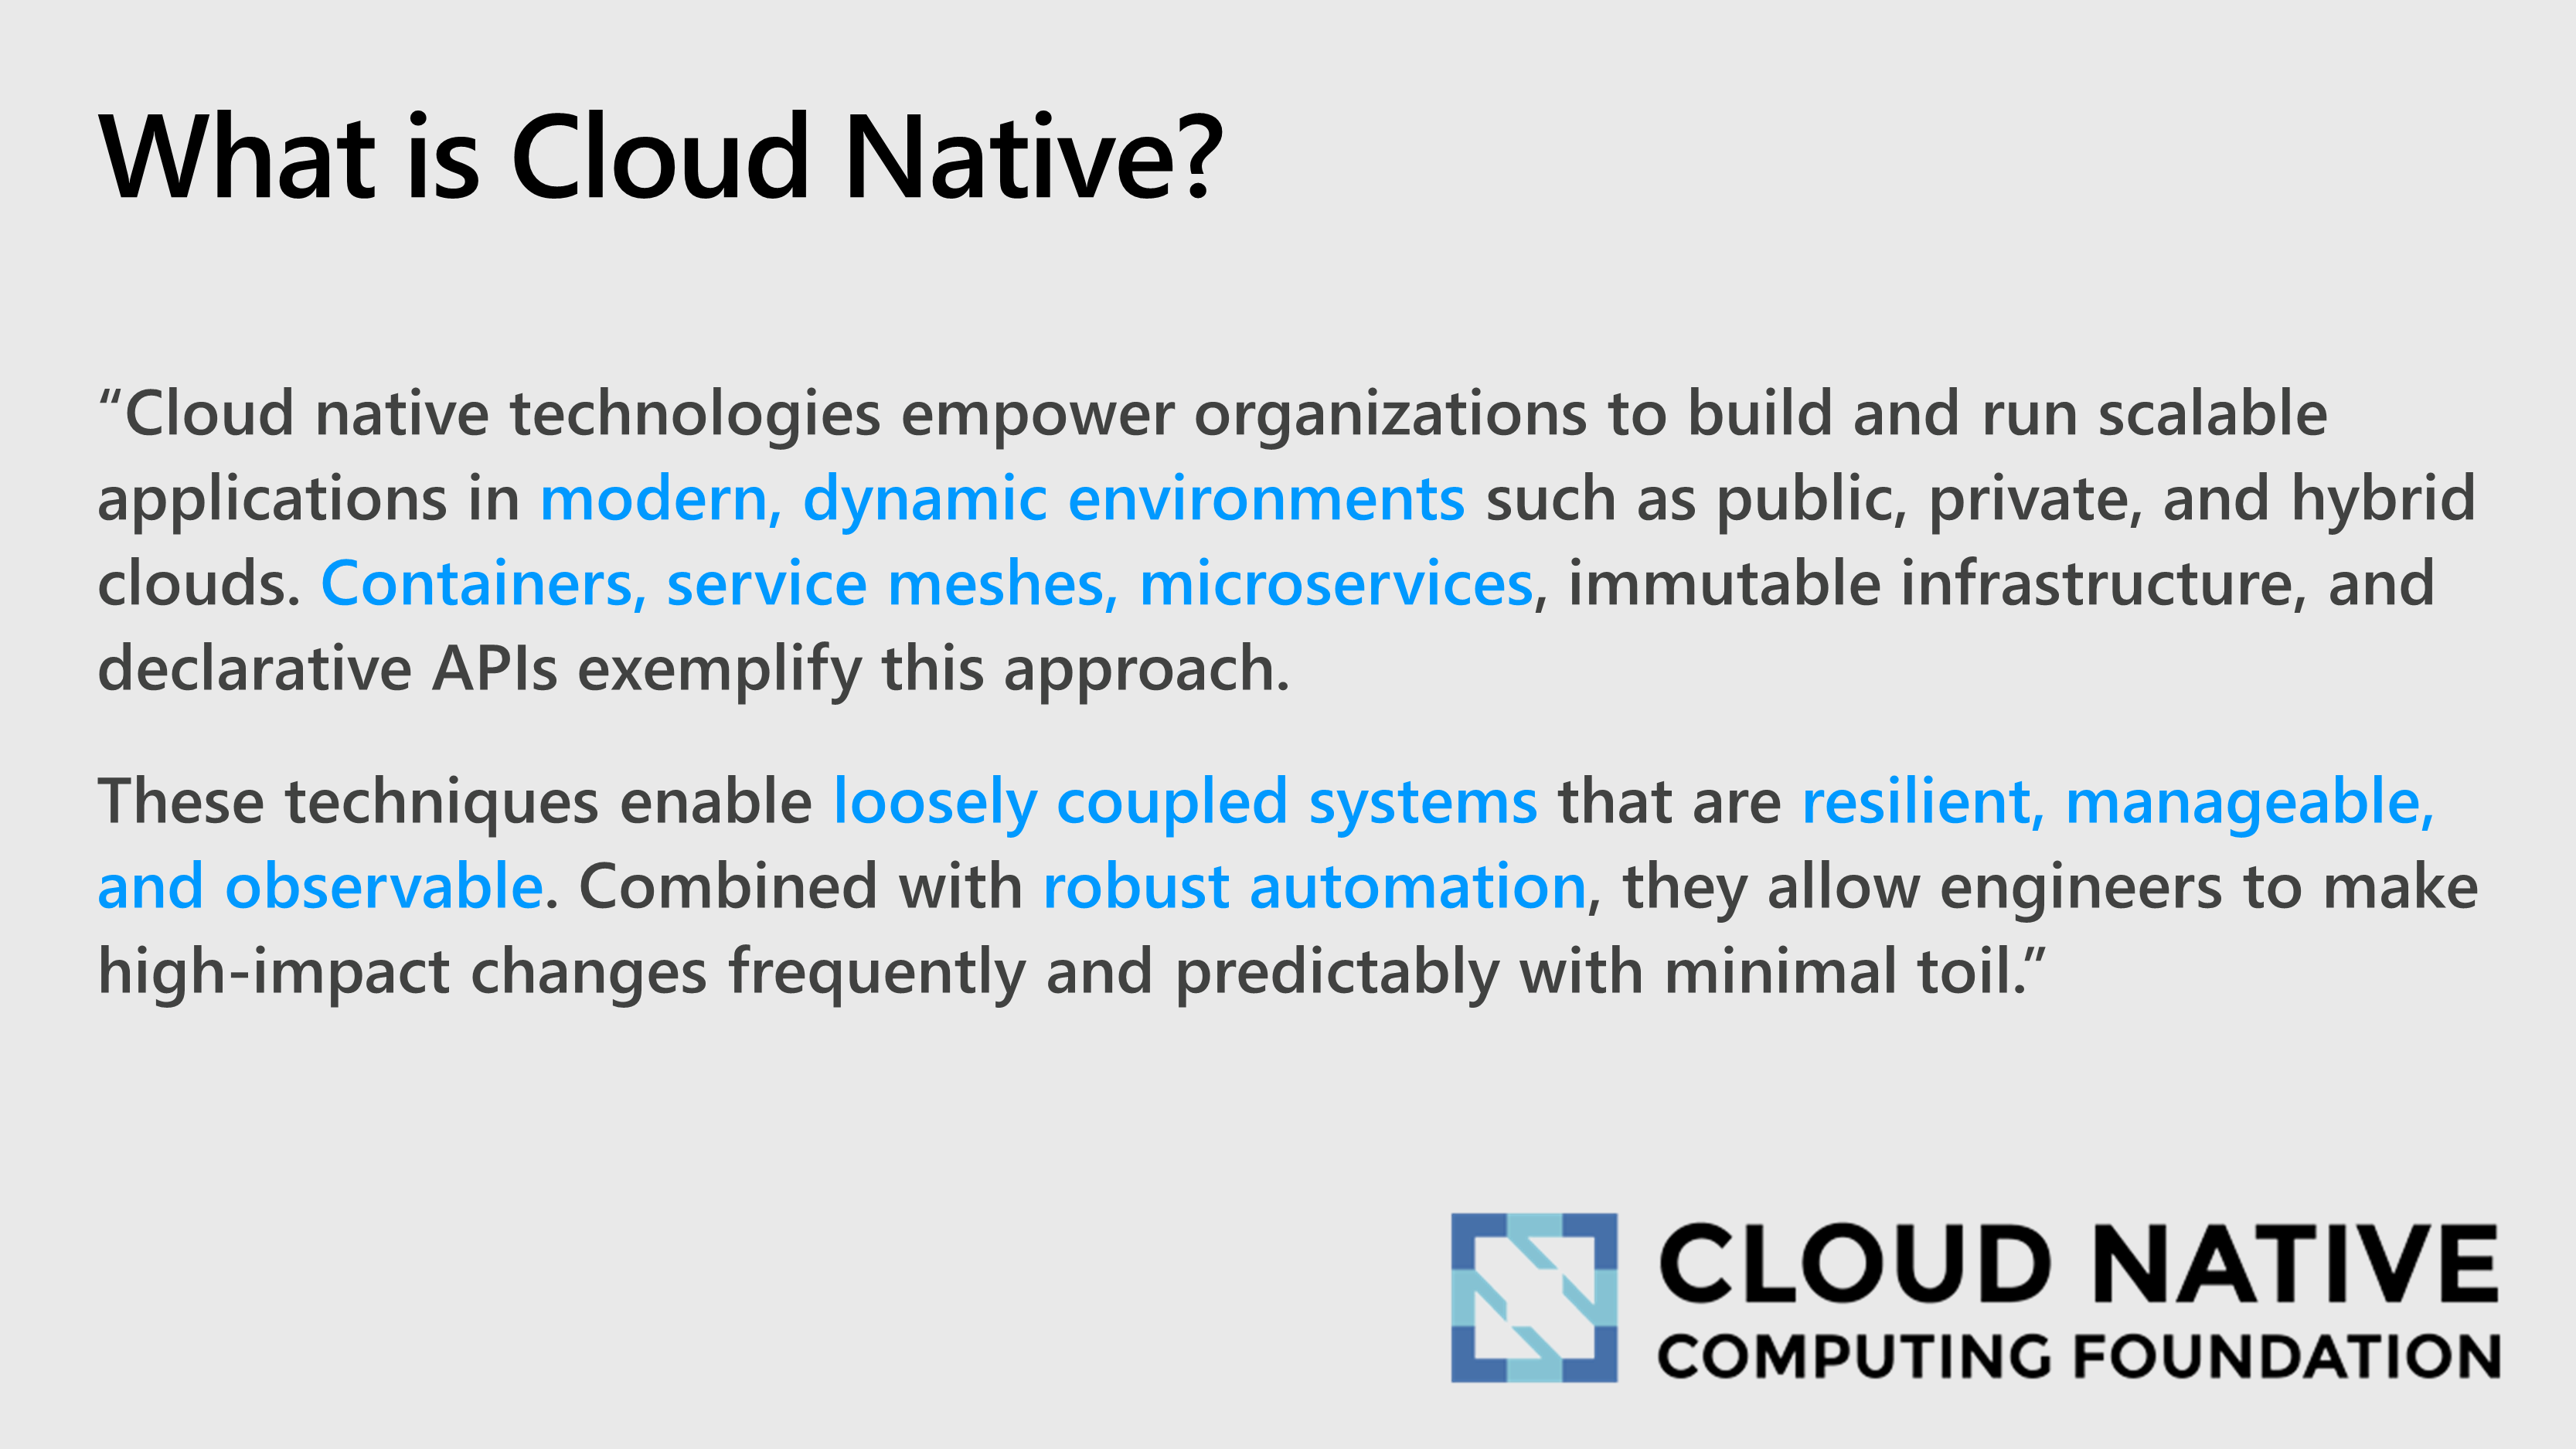 What is Cloud Native?
“Cloud native technologies empower organizations to build and run scalable
applications in modern, dynamic environments such as public, private, and hybrid
clouds. Containers, service meshes, microservices, immutable infrastructure, and
declarative APIs exemplify this approach.
These techniques enable loosely coupled systems that are resilient, manageable,
and observable. Combined with robust automation, they allow engineers to make
high-impact changes frequently and predictably with minimal toil.”
CLOUD NATIVE
COMPUTING FOUNDATION